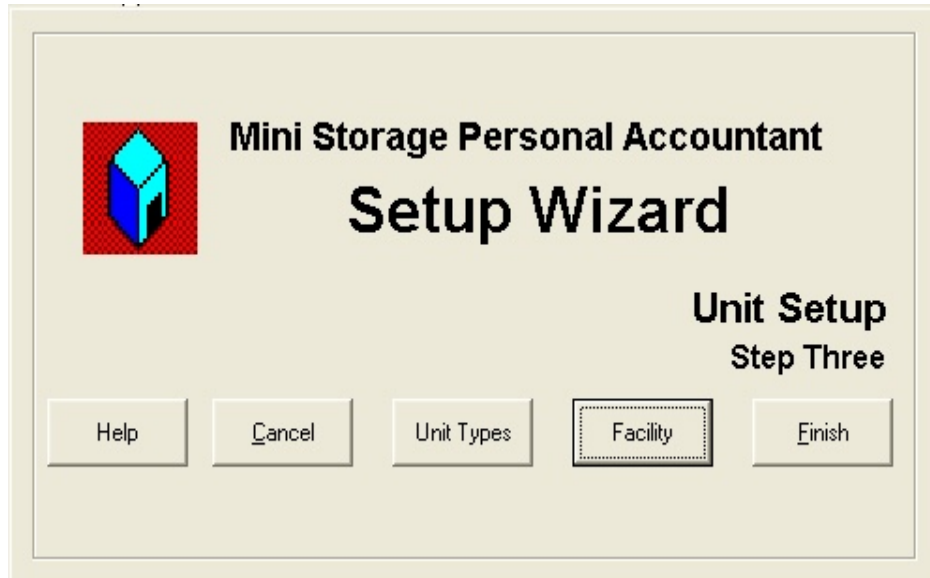 Mini Storage Personal Accountant
Setup Wizard
Unit Setup
Step Three
Help Cancel Unit Types Facility Finish